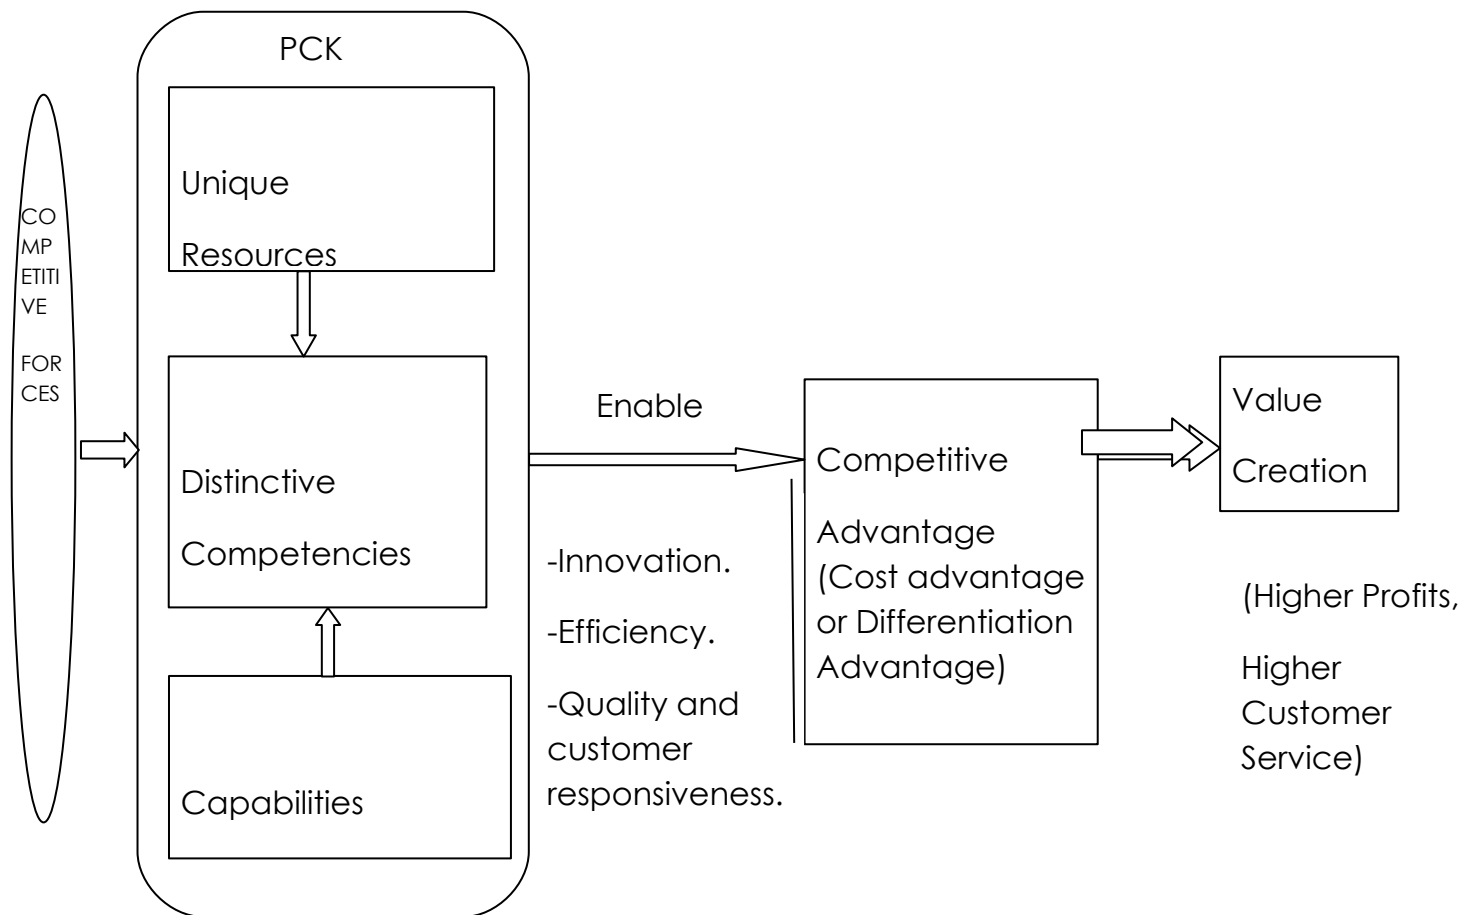 PCK
CO
MP
ETITI
VE
FOR
CES
Unique
Resources
Distinctive
Competencies
Capabilities
Enable
-Innovation.
-Efficiency.
-Quality and
customer
responsiveness.
Competitive
Advantage
(Cost advantage
or Differentiation
Advantage)
Value
Creation
(Higher Profits,
Higher
Customer
Service)